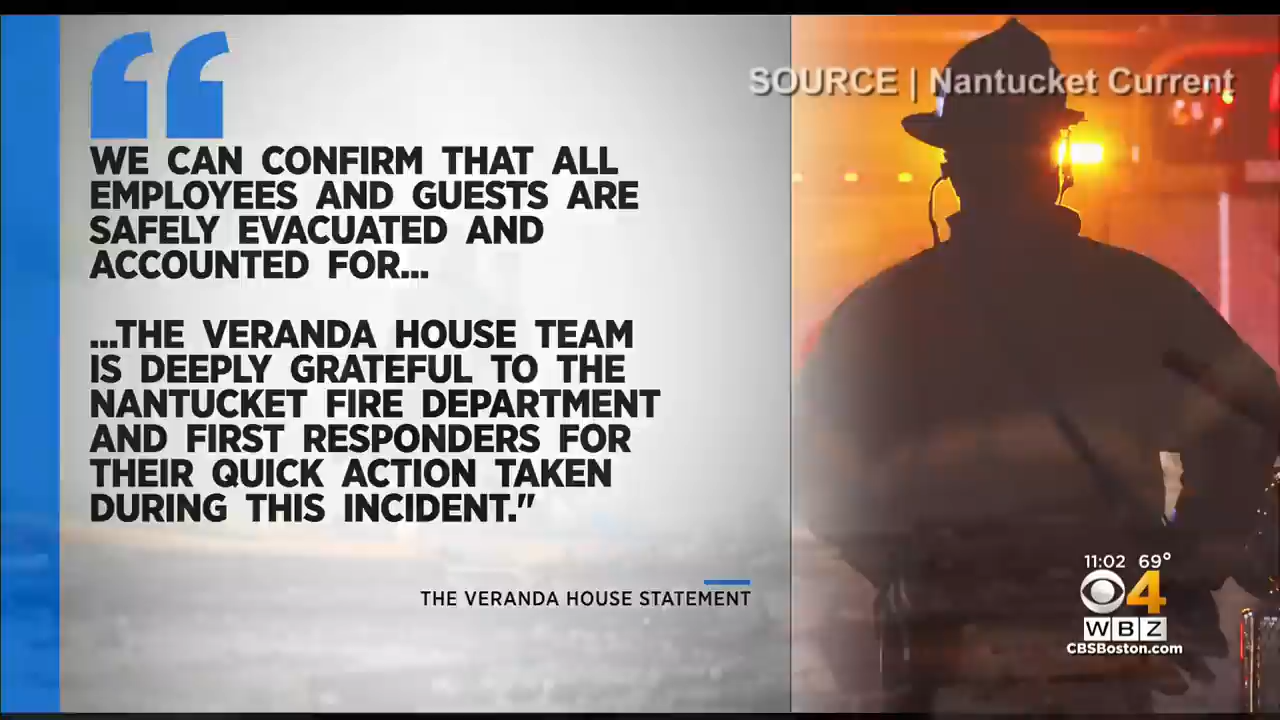 SOURCE | Nantucket Current
“
WE CAN CONFIRM THAT ALL
EMPLOYEES AND GUESTS ARE
SAFELY EVACUATED AND
ACCOUNTED FOR...
...THE VERANDA HOUSE TEAM
IS DEEPLY GRATEFUL TO THE
NANTUCKET FIRE DEPARTMENT
AND FIRST RESPONDERS FOR
THEIR QUICK ACTION TAKEN
DURING THIS INCIDENT."
THE VERANDA HOUSE STATEMENT
11:02 69°
4
WBZ
CBSBoston.com